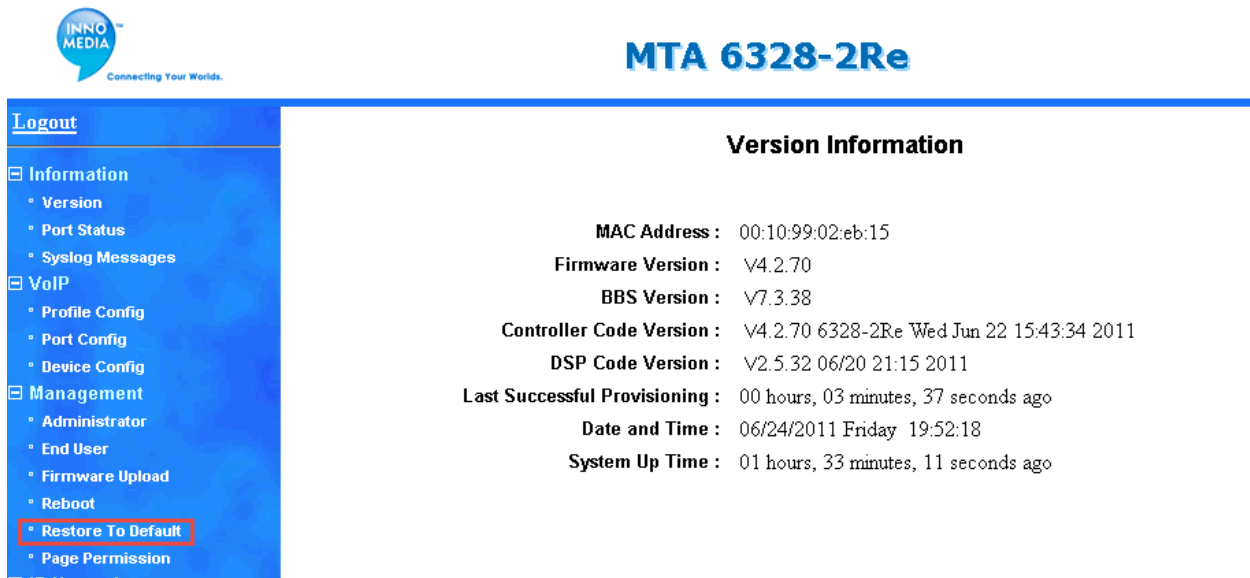 INNO
MEDIA
™
Connecting Your Worlds.
MTA 6328-2Re
Logout
Information
Version
Port Status
Syslog Messages
VoIP
Profile Config
Port Config
Device Config
Management
Administrator
End User
Firmware Upload
Reboot
Restore To Default
Page Permission
Version Information
MAC Address : 00:10:99:02:eb:15
Firmware Version : V4.2.70
BBS Version : V7.3.38
Controller Code Version : V4.2.70 6328-2Re Wed Jun 22 15:43:34 2011
DSP Code Version : V2.5.32 06/20 21:15 2011
Last Successful Provisioning : 00 hours, 03 minutes, 37 seconds ago
Date and Time : 06/24/2011 Friday 19:52:18
System Up Time : 01 hours, 33 minutes, 11 seconds ago